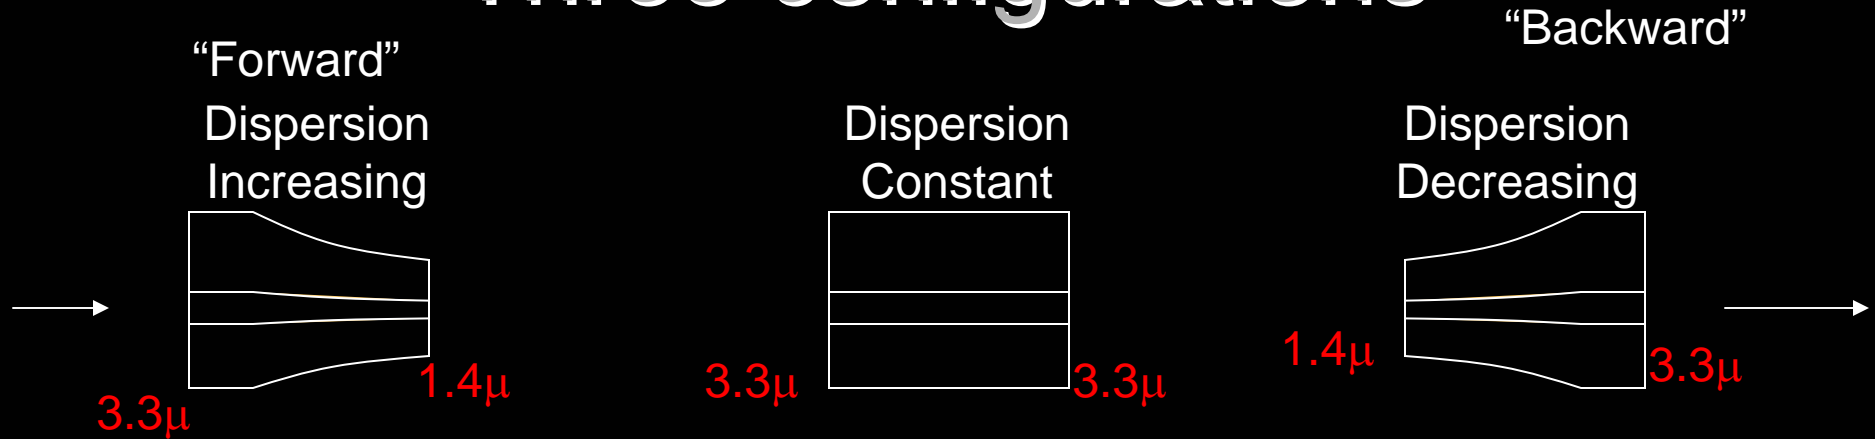 “Backward”
“Forward”
Dispersion
Increasing
Dispersion
Constant
Dispersion
Decreasing
3.3μ
1.4μ
3.3μ
3.3μ
1.4μ
3.3μ